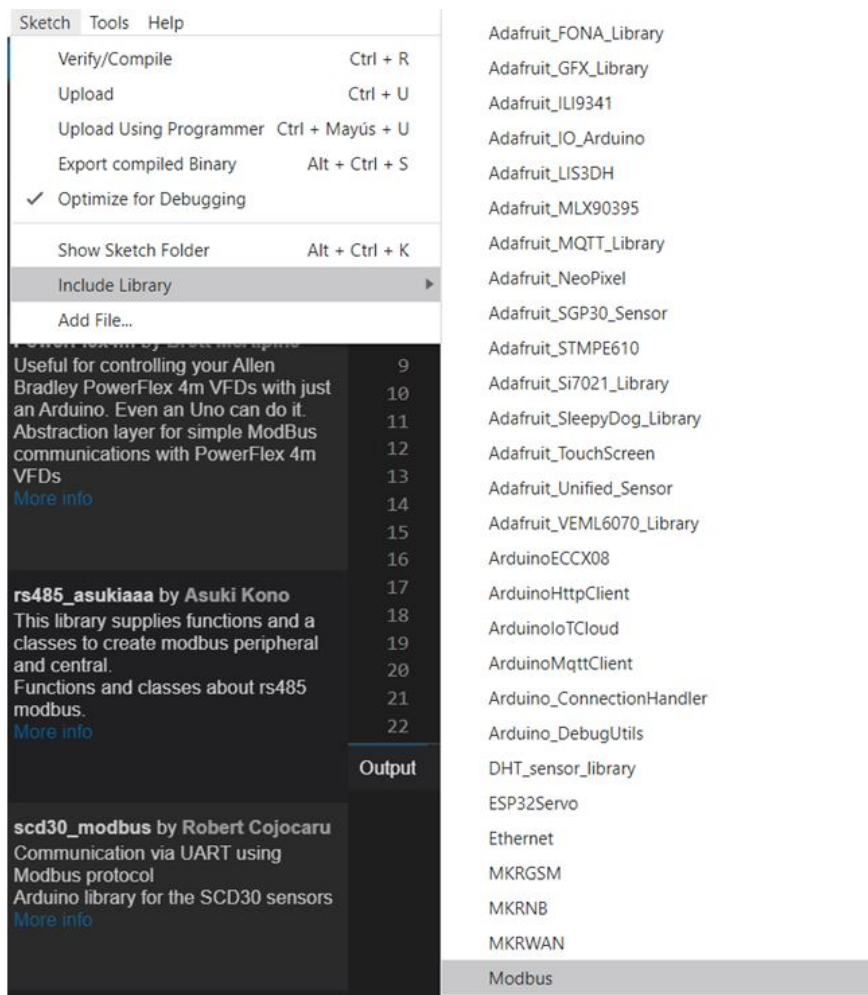 Sketch Tools Help
Verify/Compile Ctrl + R
Upload Ctrl + U
Upload Using Programmer Ctrl + Mayús + U
Export compiled Binary Alt + Ctrl + S
✓ Optimize for Debugging
Show Sketch Folder Alt + Ctrl + K
Include Library
Add File...
Useful for controlling your Allen
Bradley PowerFlex 4m VFDs with just
an Arduino. Even an Uno can do it.
Abstraction layer for simple ModBus
communications with PowerFlex 4m
VFDs
More info
rs485_asukiaaa by Asuki Kono
This library supplies functions and a
classes to create modbus peripheral
and central.
Functions and classes about rs485
modbus.
More info
scd30_modbus by Robert Cojocaru
Communication via UART using
Modbus protocol
Arduino library for the SCD30 sensors
More info
9
10
11
12
13
14
15
16
17
18
19
20
21
22
Output
Adafruit_FONA_Library
Adafruit_GFX_Library
Adafruit_ILI9341
Adafruit_IO_Arduino
Adafruit_LIS3DH
Adafruit_MLX90395
Adafruit_MQTT_Library
Adafruit_NeoPixel
Adafruit_SGP30_Sensor
Adafruit_STMPE610
Adafruit_Si7021_Library
Adafruit_SleepyDog_Library
Adafruit_TouchScreen
Adafruit_Unified_Sensor
Adafruit_VEML6070_Library
ArduinoECCX08
ArduinoHttpClient
ArduinoIoTCloud
ArduinoMqttClient
Arduino_ConnectionHandler
Arduino_DebugUtils
DHT_sensor_library
ESP32Servo
Ethernet
MKRGSM
MKRNB
MKRWAN
Modbus